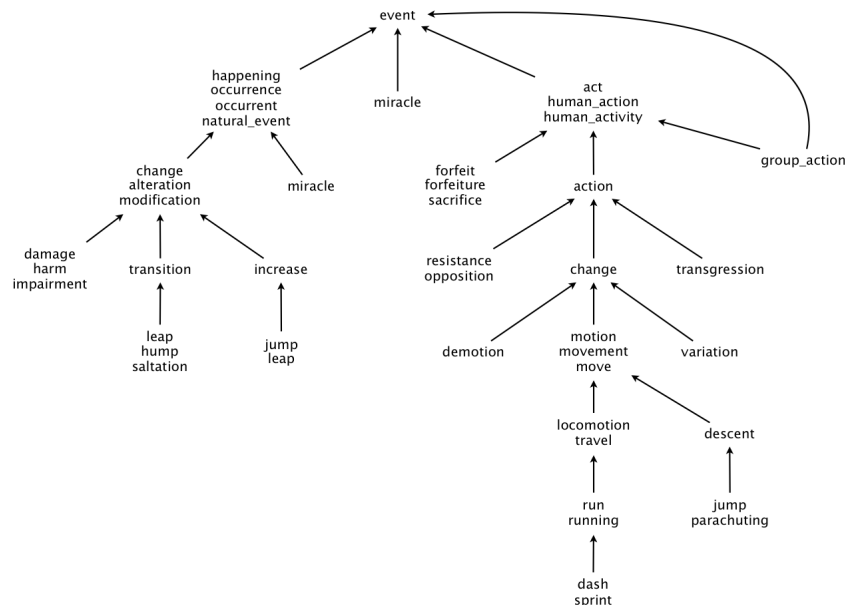 event
happening
occurrence
occurrent
natural_event
miracle
act
human_action
human_activity
group_action
change
alteration
modification
miracle
forfeit
forfeiture
sacrifice
action
damage
harm
impairment
transition
increase
resistance
opposition
change
transgression
leap
hump
saltation
jump
leap
demotion
motion
movement
move
variation
locomotion
travel
descent
run
running
jump
parachuting
dash
sprint